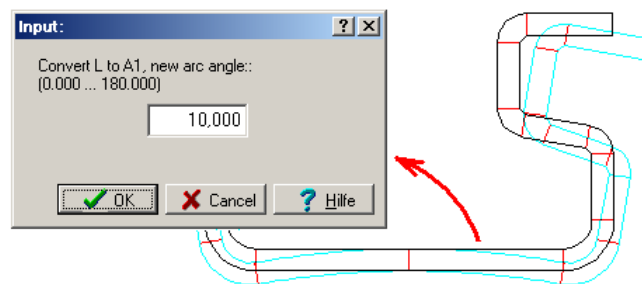 Input:
Convert L to A1, new arc angle::
(0.000 ... 180.000)
10,000
OK Cancel Hilfe